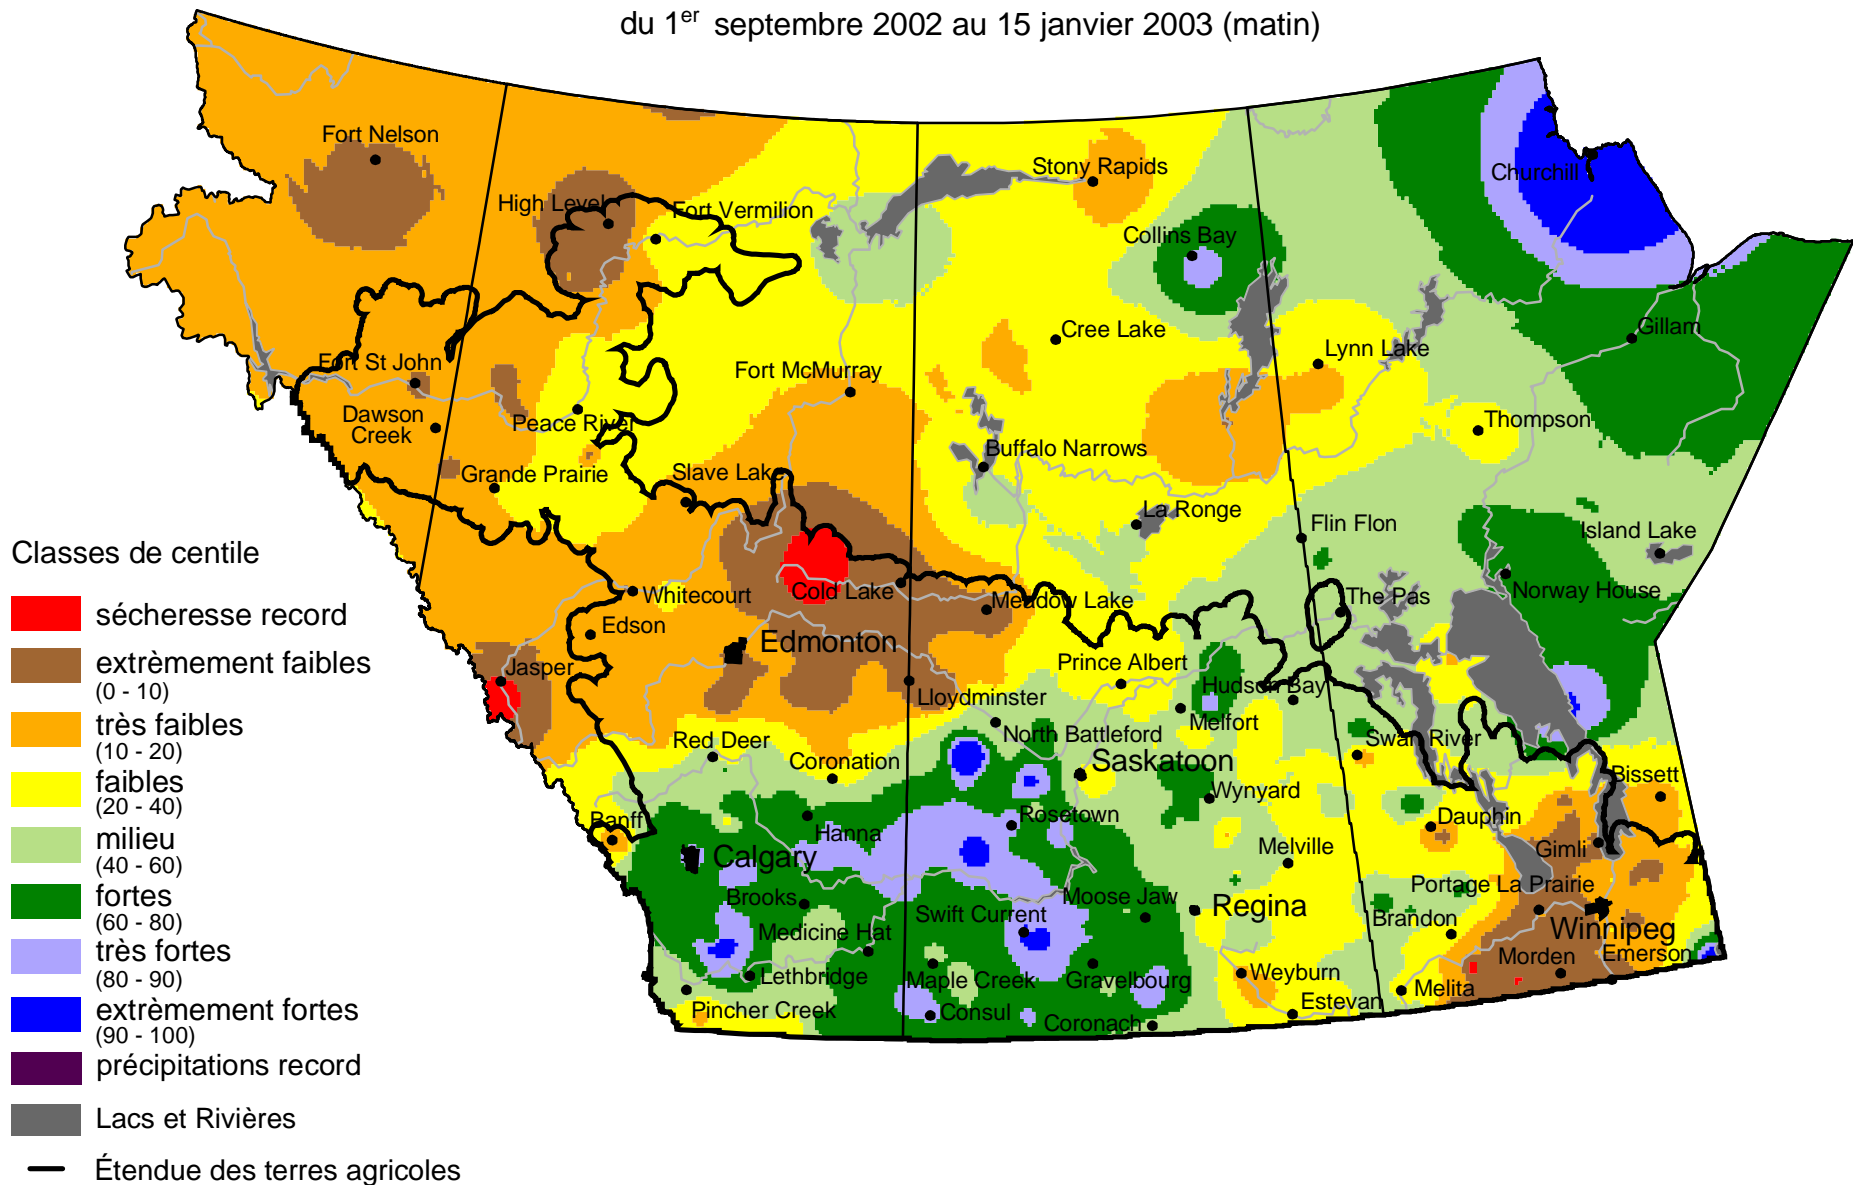 du 1er septembre 2002 au 15 janvier 2003 (matin)
Fort Nelson
High Level
Fort Vermilion
Stony Rapids
Churchill
Collins Bay
Fort St John
Fort McMurray
Cree Lake
Lynn Lake
Gillam
Dawson
Creek
Peace River
Grande Prairie
Slave Lake
Buffalo Narrows
Thompson
La Ronge
Flin Flon
Island Lake
Whitecourt
Cold Lake
Meadow Lake
The Pas
Norway House
Edson
Edmonton
Jasper
Prince Albert
Lloydminster
Hudson Bay
Melfort
North Battleford
Red Deer
Coronation
Saskatoon
Swan River
Bissett
Wynyard
Banff
Hanna
Rosetown
Dauphin
Gimli
Calgary
Melville
Brooks
Moose Jaw
Portage La Prairie
Swift Current
Regina
Brandon
Winnipeg
Medicine Hat
Lethbridge
Maple Creek
Gravelbourg
Weyburn
Morden
Emerson
Melita
Pincher Creek
Consul
Coronach
Estevan
Classes de centile
sécheresse record
extrèmement faibles
(0 - 10)
très faibles
(10 - 20)
faibles
(20 - 40)
milieu
(40 - 60)
fortes
(60 - 80)
très fortes
(80 - 90)
extrèmement fortes
(90 - 100)
précipitations record
Lacs et Rivières
Étendue des terres agricoles